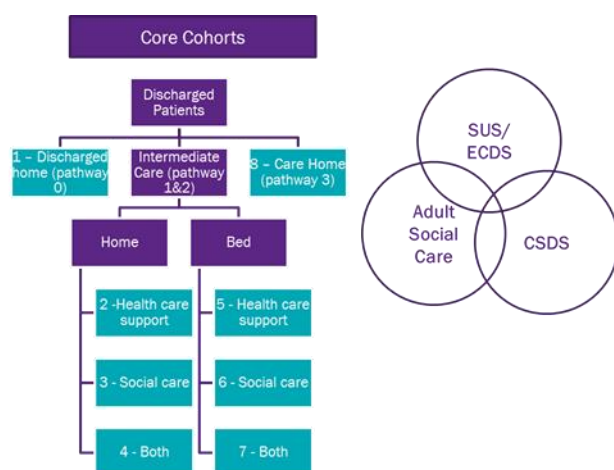 Core Cohorts
Discharged
Patients
1 – Discharged
home (pathway
0)
Intermediate
Care (pathway
1&2)
8 – Care Home
(pathway 3)
Home
Bed
2 -Health care
support
5 - Health care
support
3 - Social care
6 - Social care
4 - Both
7 - Both
SUS/
ECDS
Adult
Social
Care
CSDS